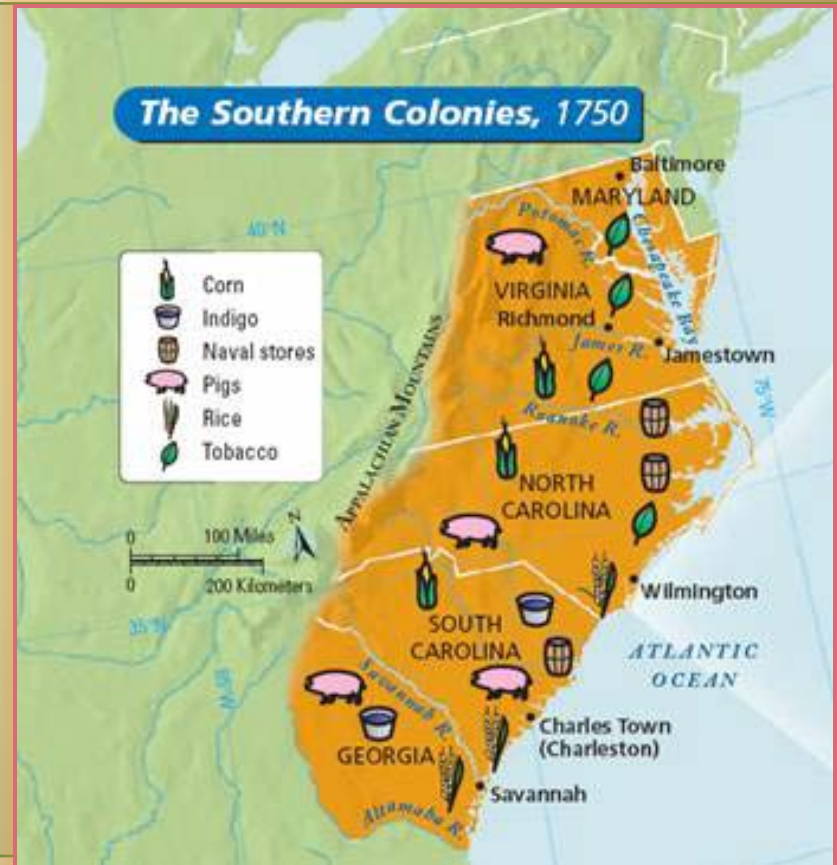 The Southern Colonies, 1750
Baltimore
MARYLAND
Potomac R.
Chesapeake Bay
40°N
Corn
Indigo
Naval stores
Pigs
Rice
Tobacco
VIRGINIA
Richmond
James R.
Jamestown
75°W
APPALACHIAN MOUNTAINS
Roanoke R.
NORTH
CAROLINA
N
0 100 Miles
0 200 Kilometers
Wilmington
35°N
SOUTH
CAROLINA
ATLANTIC
OCEAN
Savannah R.
Charles Town
(Charleston)
GEORGIA
Savannah
Altamaha R.